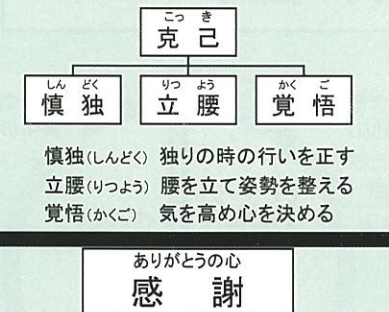 こっき
克己
しんどく りつよう かくご
慎独 立腰 覚悟
慎独(しんどく) 独りの時の行いを正す
立腰(りつよう) 腰を立て姿勢を整える
覚悟(かくご) 気を高め心を決める
ありがとうの心
感謝